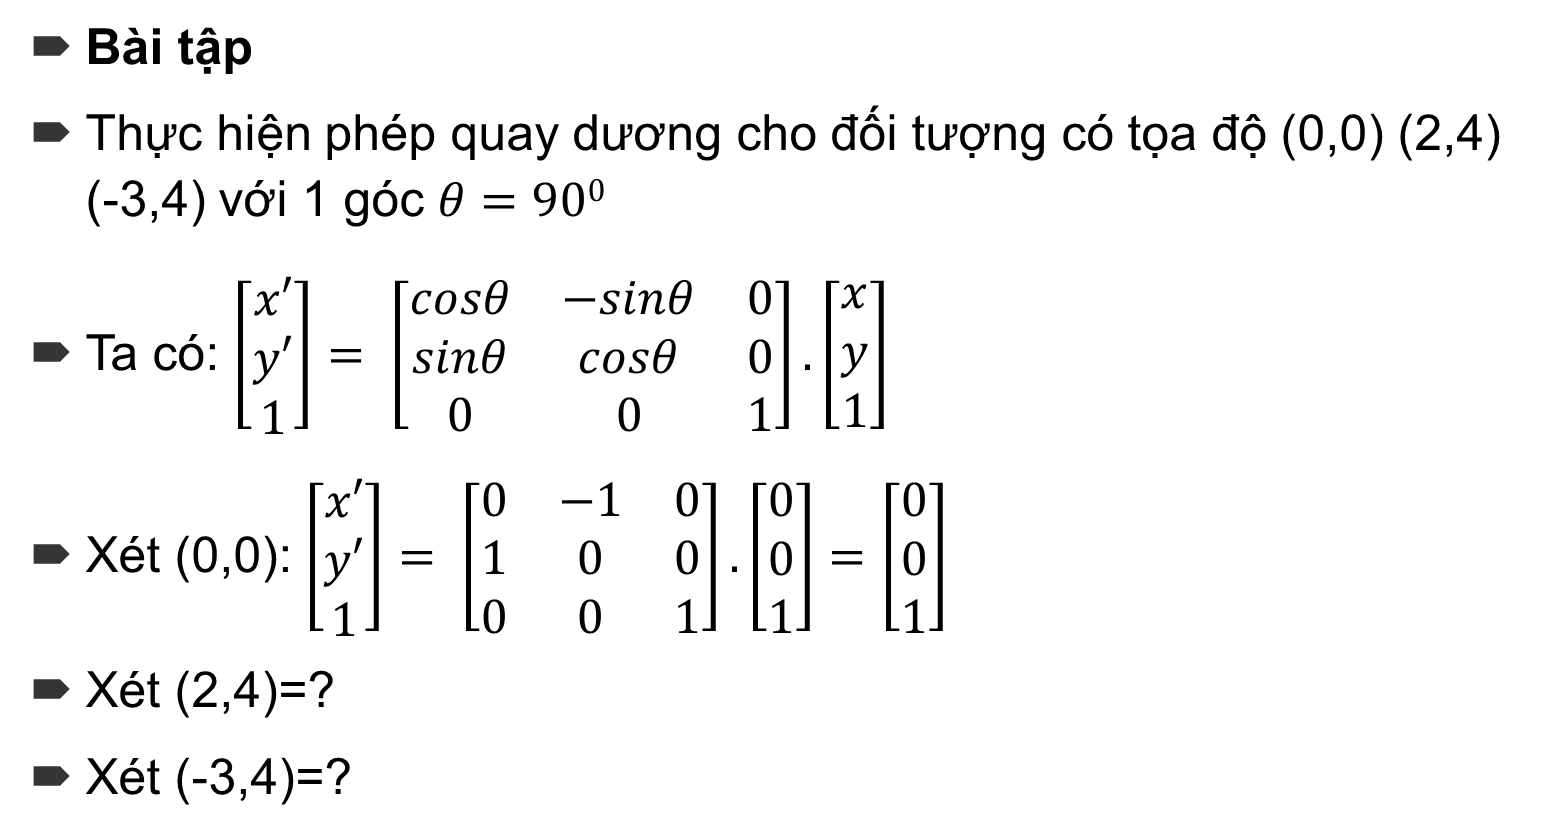 Bài tập
Thực hiện phép quay dương cho đối tượng có tọa độ (0,0) (2,4)
(-3,4) với 1 góc 𝜃 = 90⁰
Ta có: [x′ y′ 1] = [cosθ −sinθ 0; sinθ cosθ 0; 0 0 1] . [x y 1]
Xét (0,0): [x′ y′ 1] = [0 −1 0; 1 0 0; 0 0 1] . [0 0 1] = [0 0 1]
Xét (2,4)=?
Xét (-3,4)=?